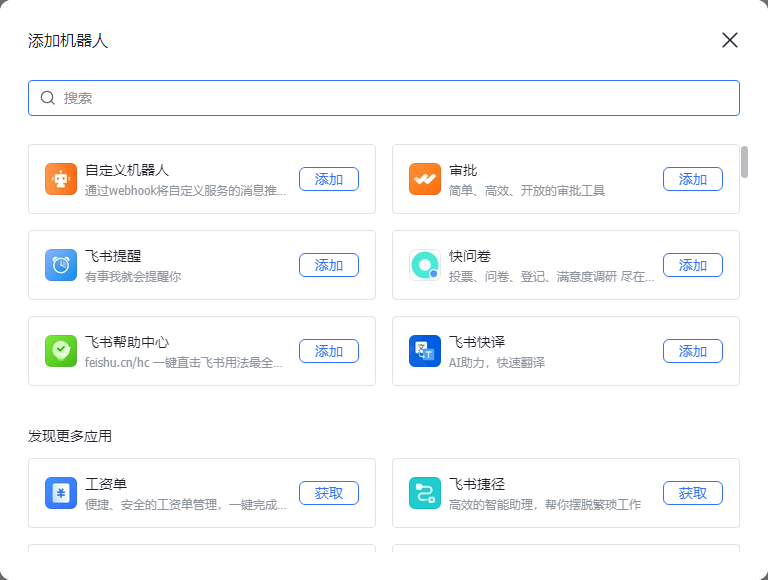 添加机器人
搜索
自定义机器人
通过webhook将自定义服务的消息推...
添加
审批
简单、高效、开放的审批工具
添加
飞书提醒
有事我就会提醒你
添加
快问卷
投票、问卷、登记、满意度调研 尽在...
添加
飞书帮助中心
feishu.cn/hc 一键直击飞书用法最全...
添加
飞书快译
AI助力，快速翻译
添加
发现更多应用
工资单
便捷、安全的工资单管理，一键完成...
获取
飞书捷径
高效的智能助理，帮你摆脱繁琐工作
获取